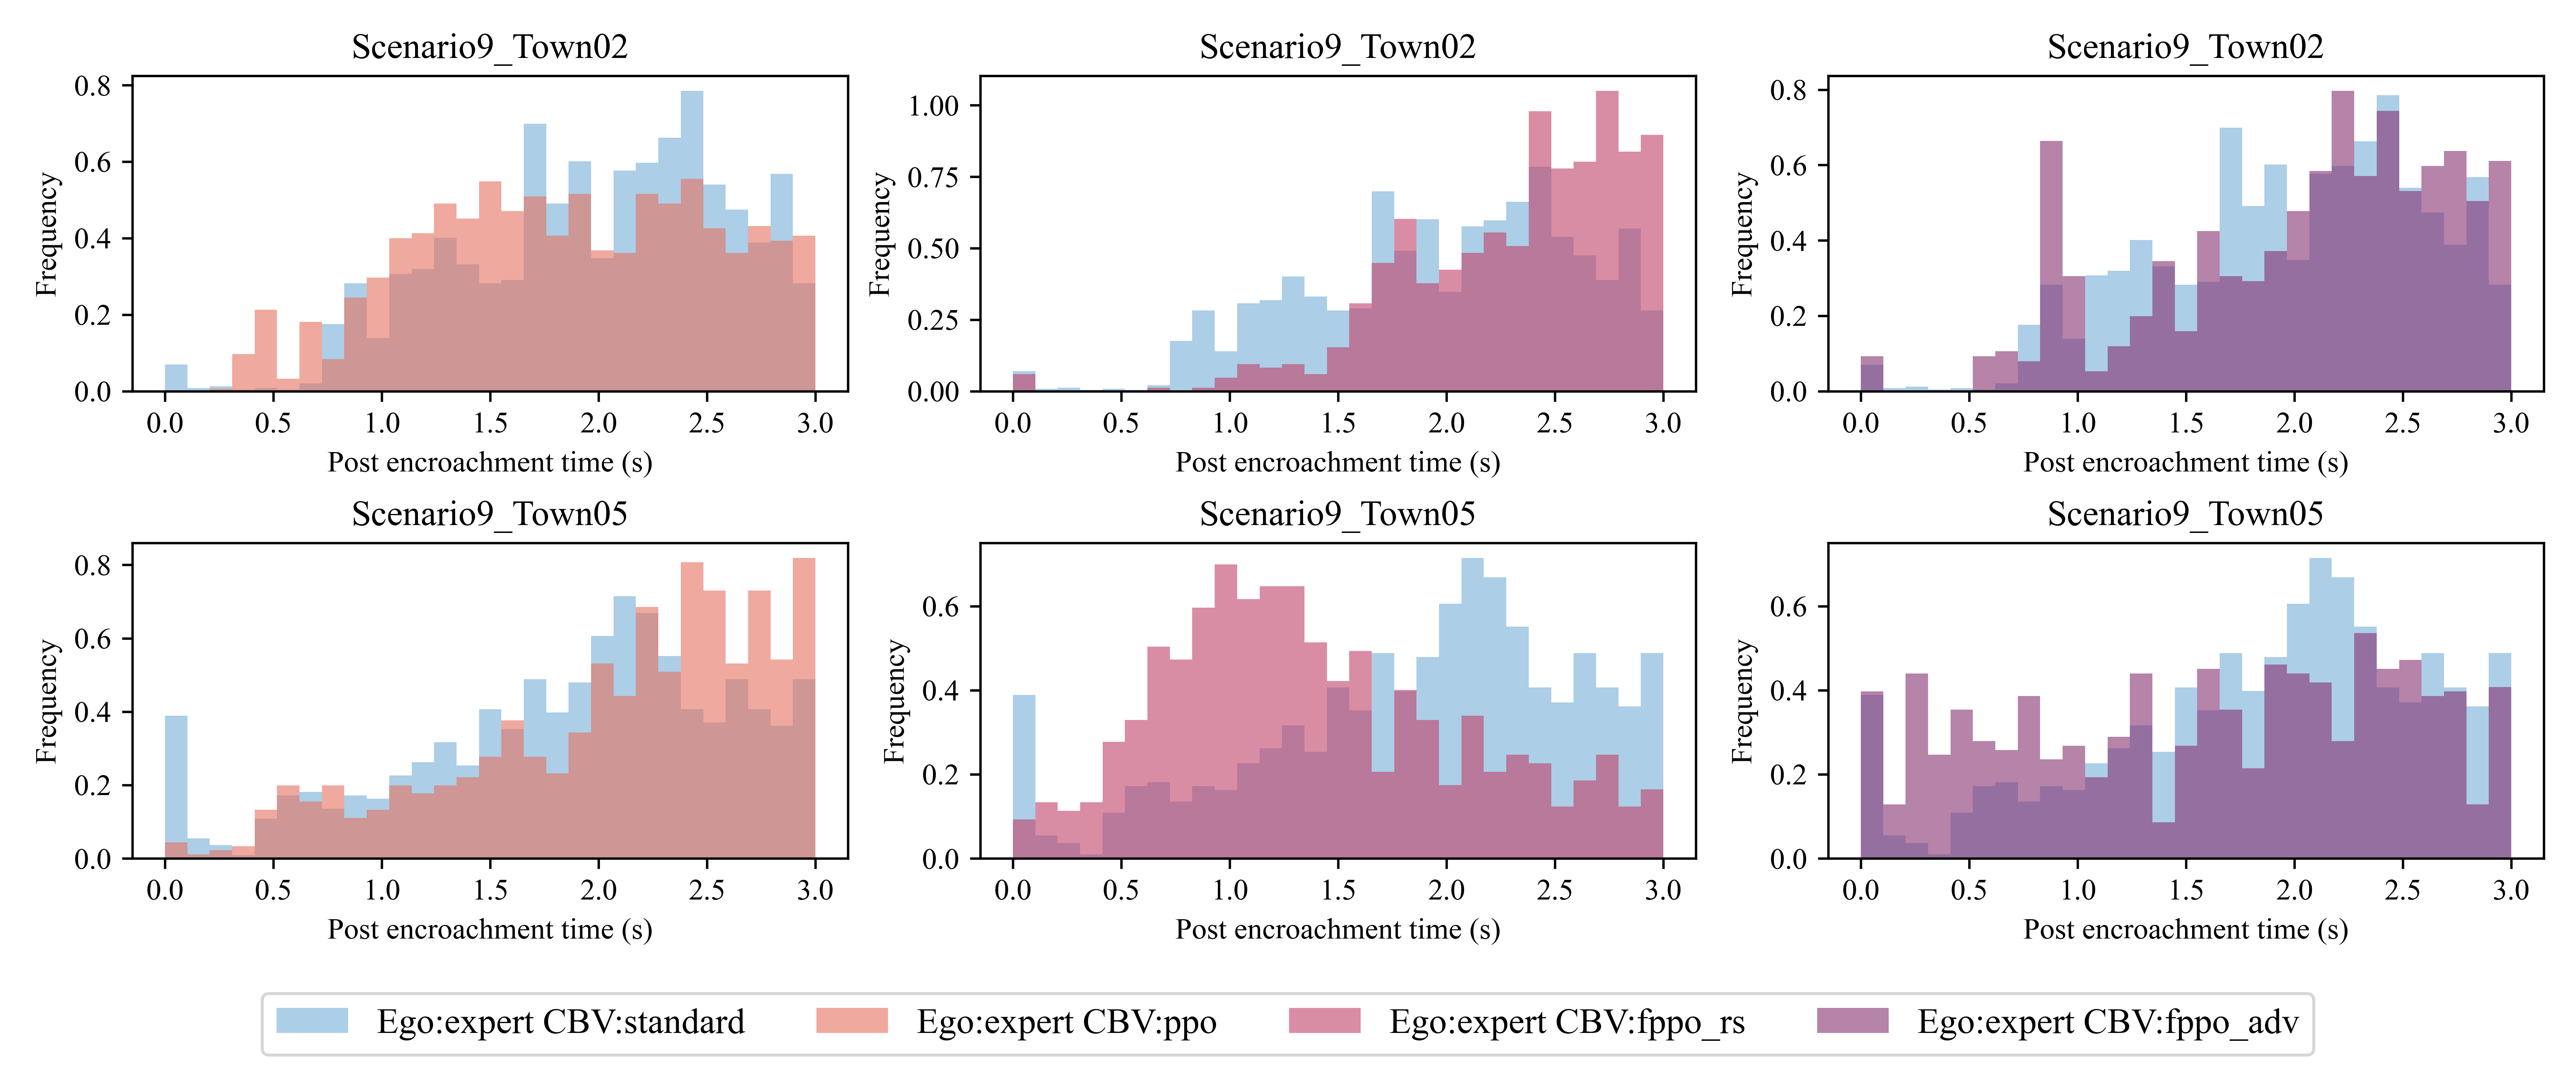 Scenario9_Town02
Scenario9_Town02
Scenario9_Town02
Frequency
0.8
0.6
0.4
0.2
0.0
0.0 0.5 1.0 1.5 2.0 2.5 3.0
Post encroachment time (s)
Frequency
1.00
0.75
0.50
0.25
0.00
0.0 0.5 1.0 1.5 2.0 2.5 3.0
Post encroachment time (s)
Frequency
0.8
0.6
0.4
0.2
0.0
0.0 0.5 1.0 1.5 2.0 2.5 3.0
Post encroachment time (s)
Scenario9_Town05
Scenario9_Town05
Scenario9_Town05
Frequency
0.8
0.6
0.4
0.2
0.0
0.0 0.5 1.0 1.5 2.0 2.5 3.0
Post encroachment time (s)
Frequency
0.6
0.4
0.2
0.0
0.0 0.5 1.0 1.5 2.0 2.5 3.0
Post encroachment time (s)
Frequency
0.6
0.4
0.2
0.0
0.0 0.5 1.0 1.5 2.0 2.5 3.0
Post encroachment time (s)
Ego:expert CBV:standard
Ego:expert CBV:ppo
Ego:expert CBV:fppo_rs
Ego:expert CBV:fppo_adv